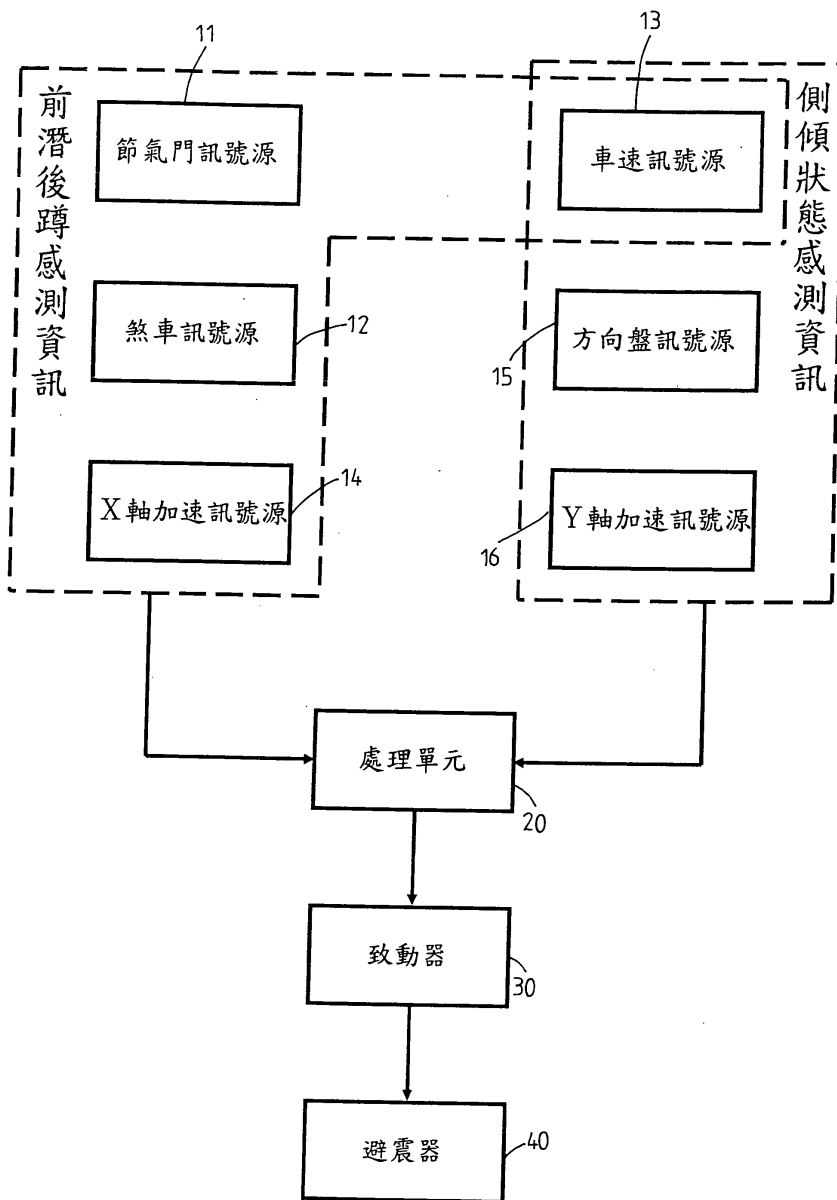 11
13
前潛後蹲感測資訊
節氣門訊號源
車速訊號源
側傾狀態感測資訊
煞車訊號源
12
方向盤訊號源
15
X軸加速訊號源
14
Y軸加速訊號源
16
處理單元
20
致動器
30
避震器
40